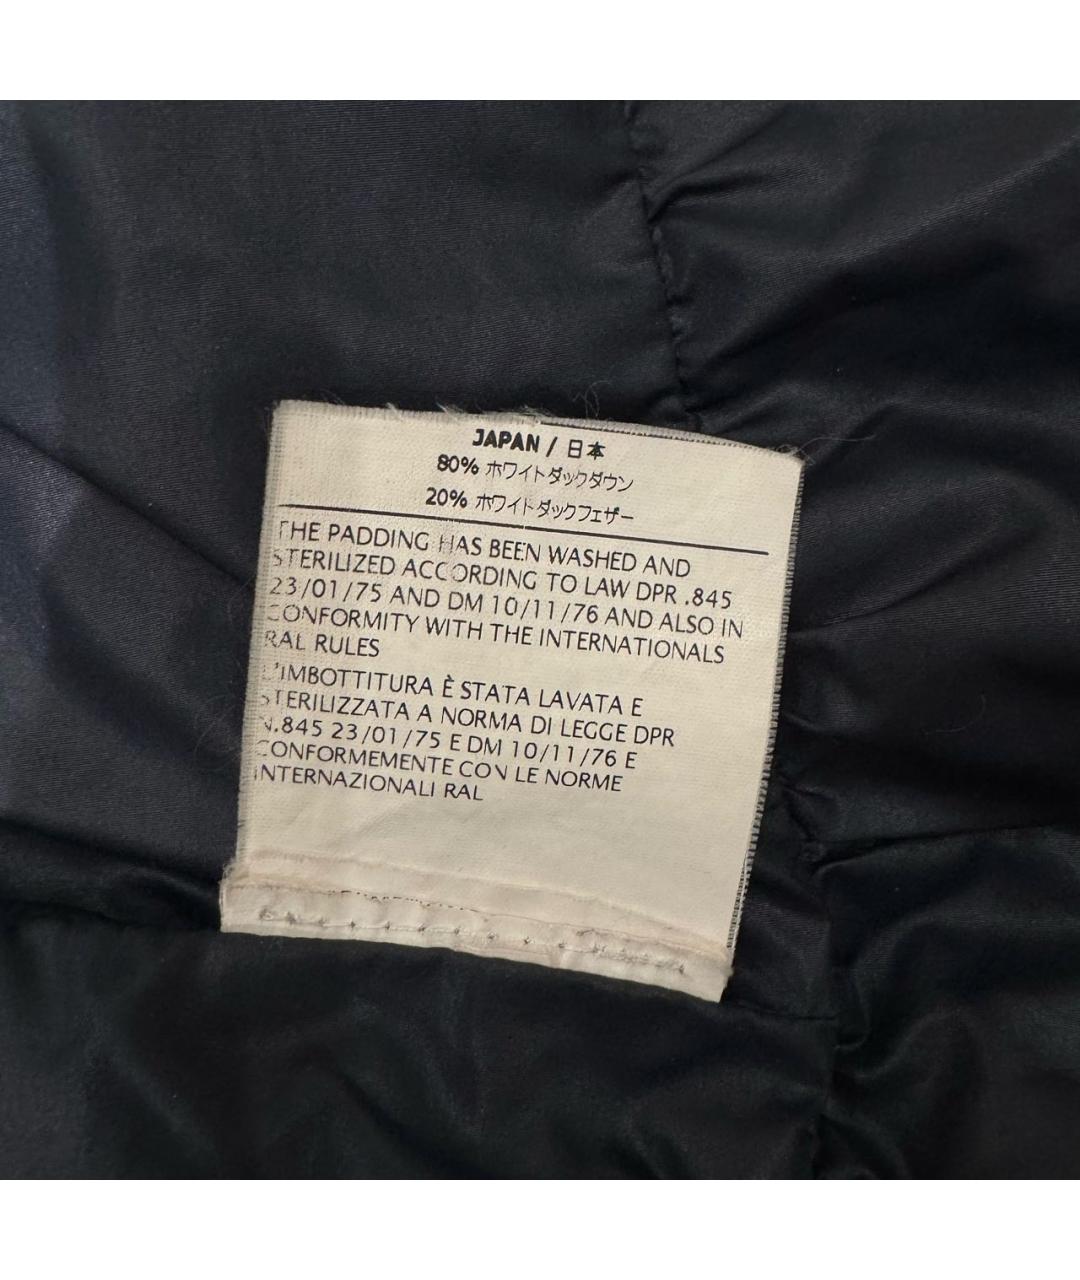 JAPAN / 日本
80% ホワイトダックダウン
20% ホワイトダックフェザー
THE PADDING HAS BEEN WASHED AND
STERILIZED ACCORDING TO LAW DPR .845
23/01/75 AND DM 10/11/76 AND ALSO IN
CONFORMITY WITH THE INTERNATIONALS
RAL RULES
L'IMBOTTITURA È STATA LAVATA E
STERILIZZATA A NORMA DI LEGGE DPR
N.845 23/01/75 E DM 10/11/76 E
CONFORMEMENTE CON LE NORME
INTERNAZIONALI RAL